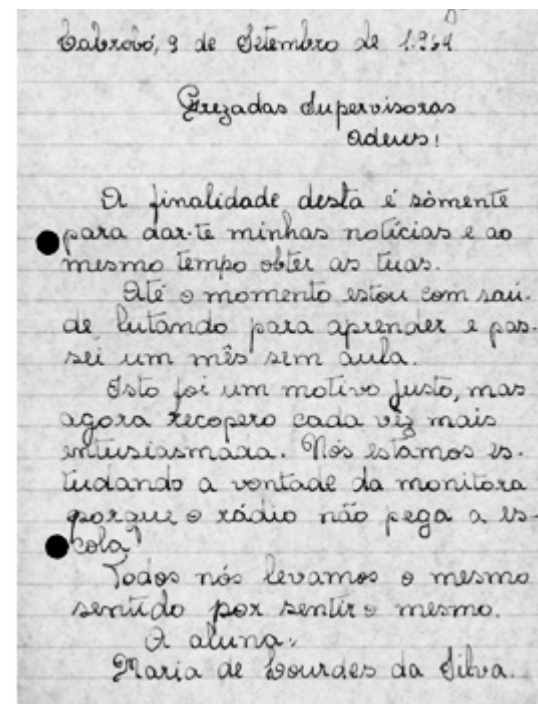 Cabrobó, 9 de Setembro de 1.969
Prezadas Supervisoras
adeus!
A finalidade desta é sòmente
para dar-te minhas notícias e ao
mesmo tempo obter as tuas.
Até o momento estou com saú-
de lutando para aprender e pas-
sei um mês sem aula.
Isto foi um motivo justo, mas
agora recopero cada vêz mais
entusiasmada. Nós estamos es-
tudando a vontade da monitora
porque o rádio não pega a es-
cola!
Todos nós levamos o mesmo
sentido por sentir o mesmo.
A aluna:
Maria de Lourdes da Silva.